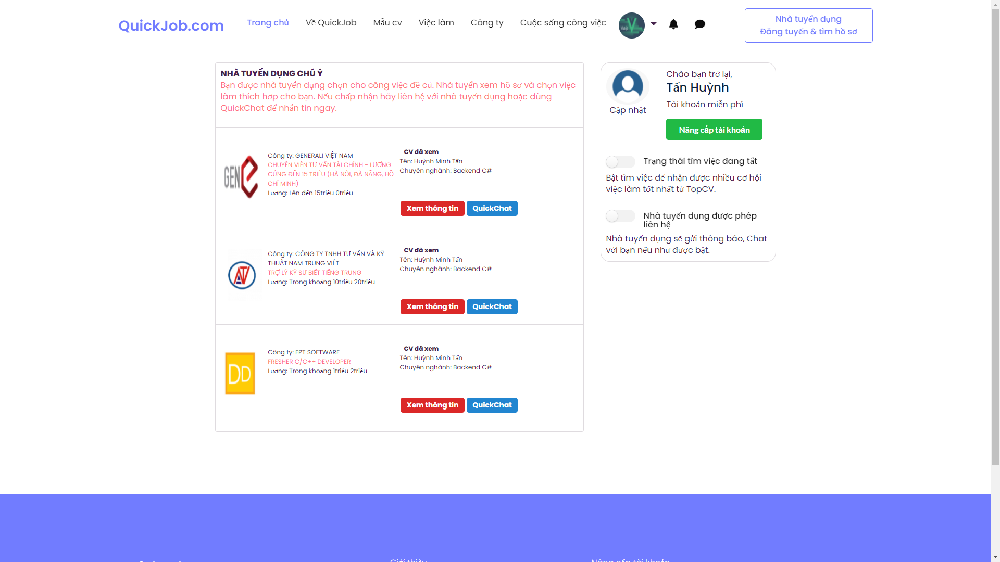 QuickJob.com
Trang chủ
Về QuickJob
Mẫu cv
Việc làm
Công ty
Cuộc sống công việc
Nhà tuyển dụng
Đăng tuyển & tìm hồ sơ
NHÀ TUYỂN DỤNG CHÚ Ý
Bạn được nhà tuyển dụng chọn cho công việc đề cử. Nhà tuyển xem hồ sơ và chọn việc
làm thích hơp cho bạn. Nếu chấp nhận hãy liên hệ với nhà tuyển dụng hoặc dùng
QuickChat để nhắn tin ngay.
GEN
Công ty: GENERALI VIỆT NAM
CHUYÊN VIÊN TƯ VẤN TÀI CHÍNH - LƯƠNG
CỨNG ĐẾN 15 TRIỆU (HÀ NỘI, ĐÀ NẴNG, HỒ
CHÍ MINH)
Lương: Lên đến 15triệu 0triệu
CV đã xem
Tên: Huỳnh Minh Tấn
Chuyên nghành: Backend C#
Xem thông tin
QuickChat
Công ty: CÔNG TY TNHH TƯ VẤN VÀ KỸ
THUẬT NAM TRUNG VIỆT
TRỢ LÝ KỸ SƯ BIẾT TIẾNG TRUNG
Lương: Trong khoảng 10triệu 20triệu
CV đã xem
Tên: Huỳnh Minh Tấn
Chuyên nghành: Backend C#
Xem thông tin
QuickChat
DD
Công ty: FPT SOFTWARE
FRESHER C/C++ DEVELOPER
Lương: Trong khoảng 1triệu 2triệu
CV đã xem
Tên: Huỳnh Minh Tấn
Chuyên nghành: Backend C#
Xem thông tin
QuickChat
Chào bạn trở lại,
Tấn Huỳnh
Tài khoản miễn phí
Cập nhật
Nâng cấp tài khoản
Trạng thái tìm việc đang tắt
Bật tìm việc để nhận được nhiều cơ hội
việc làm tốt nhất từ TopCV.
Nhà tuyển dụng được phép
liên hệ
Nhà tuyển dụng sẽ gửi thông báo, Chat
với bạn nếu như được bật.
Giới thiệu
Nâng cấp tài khoản